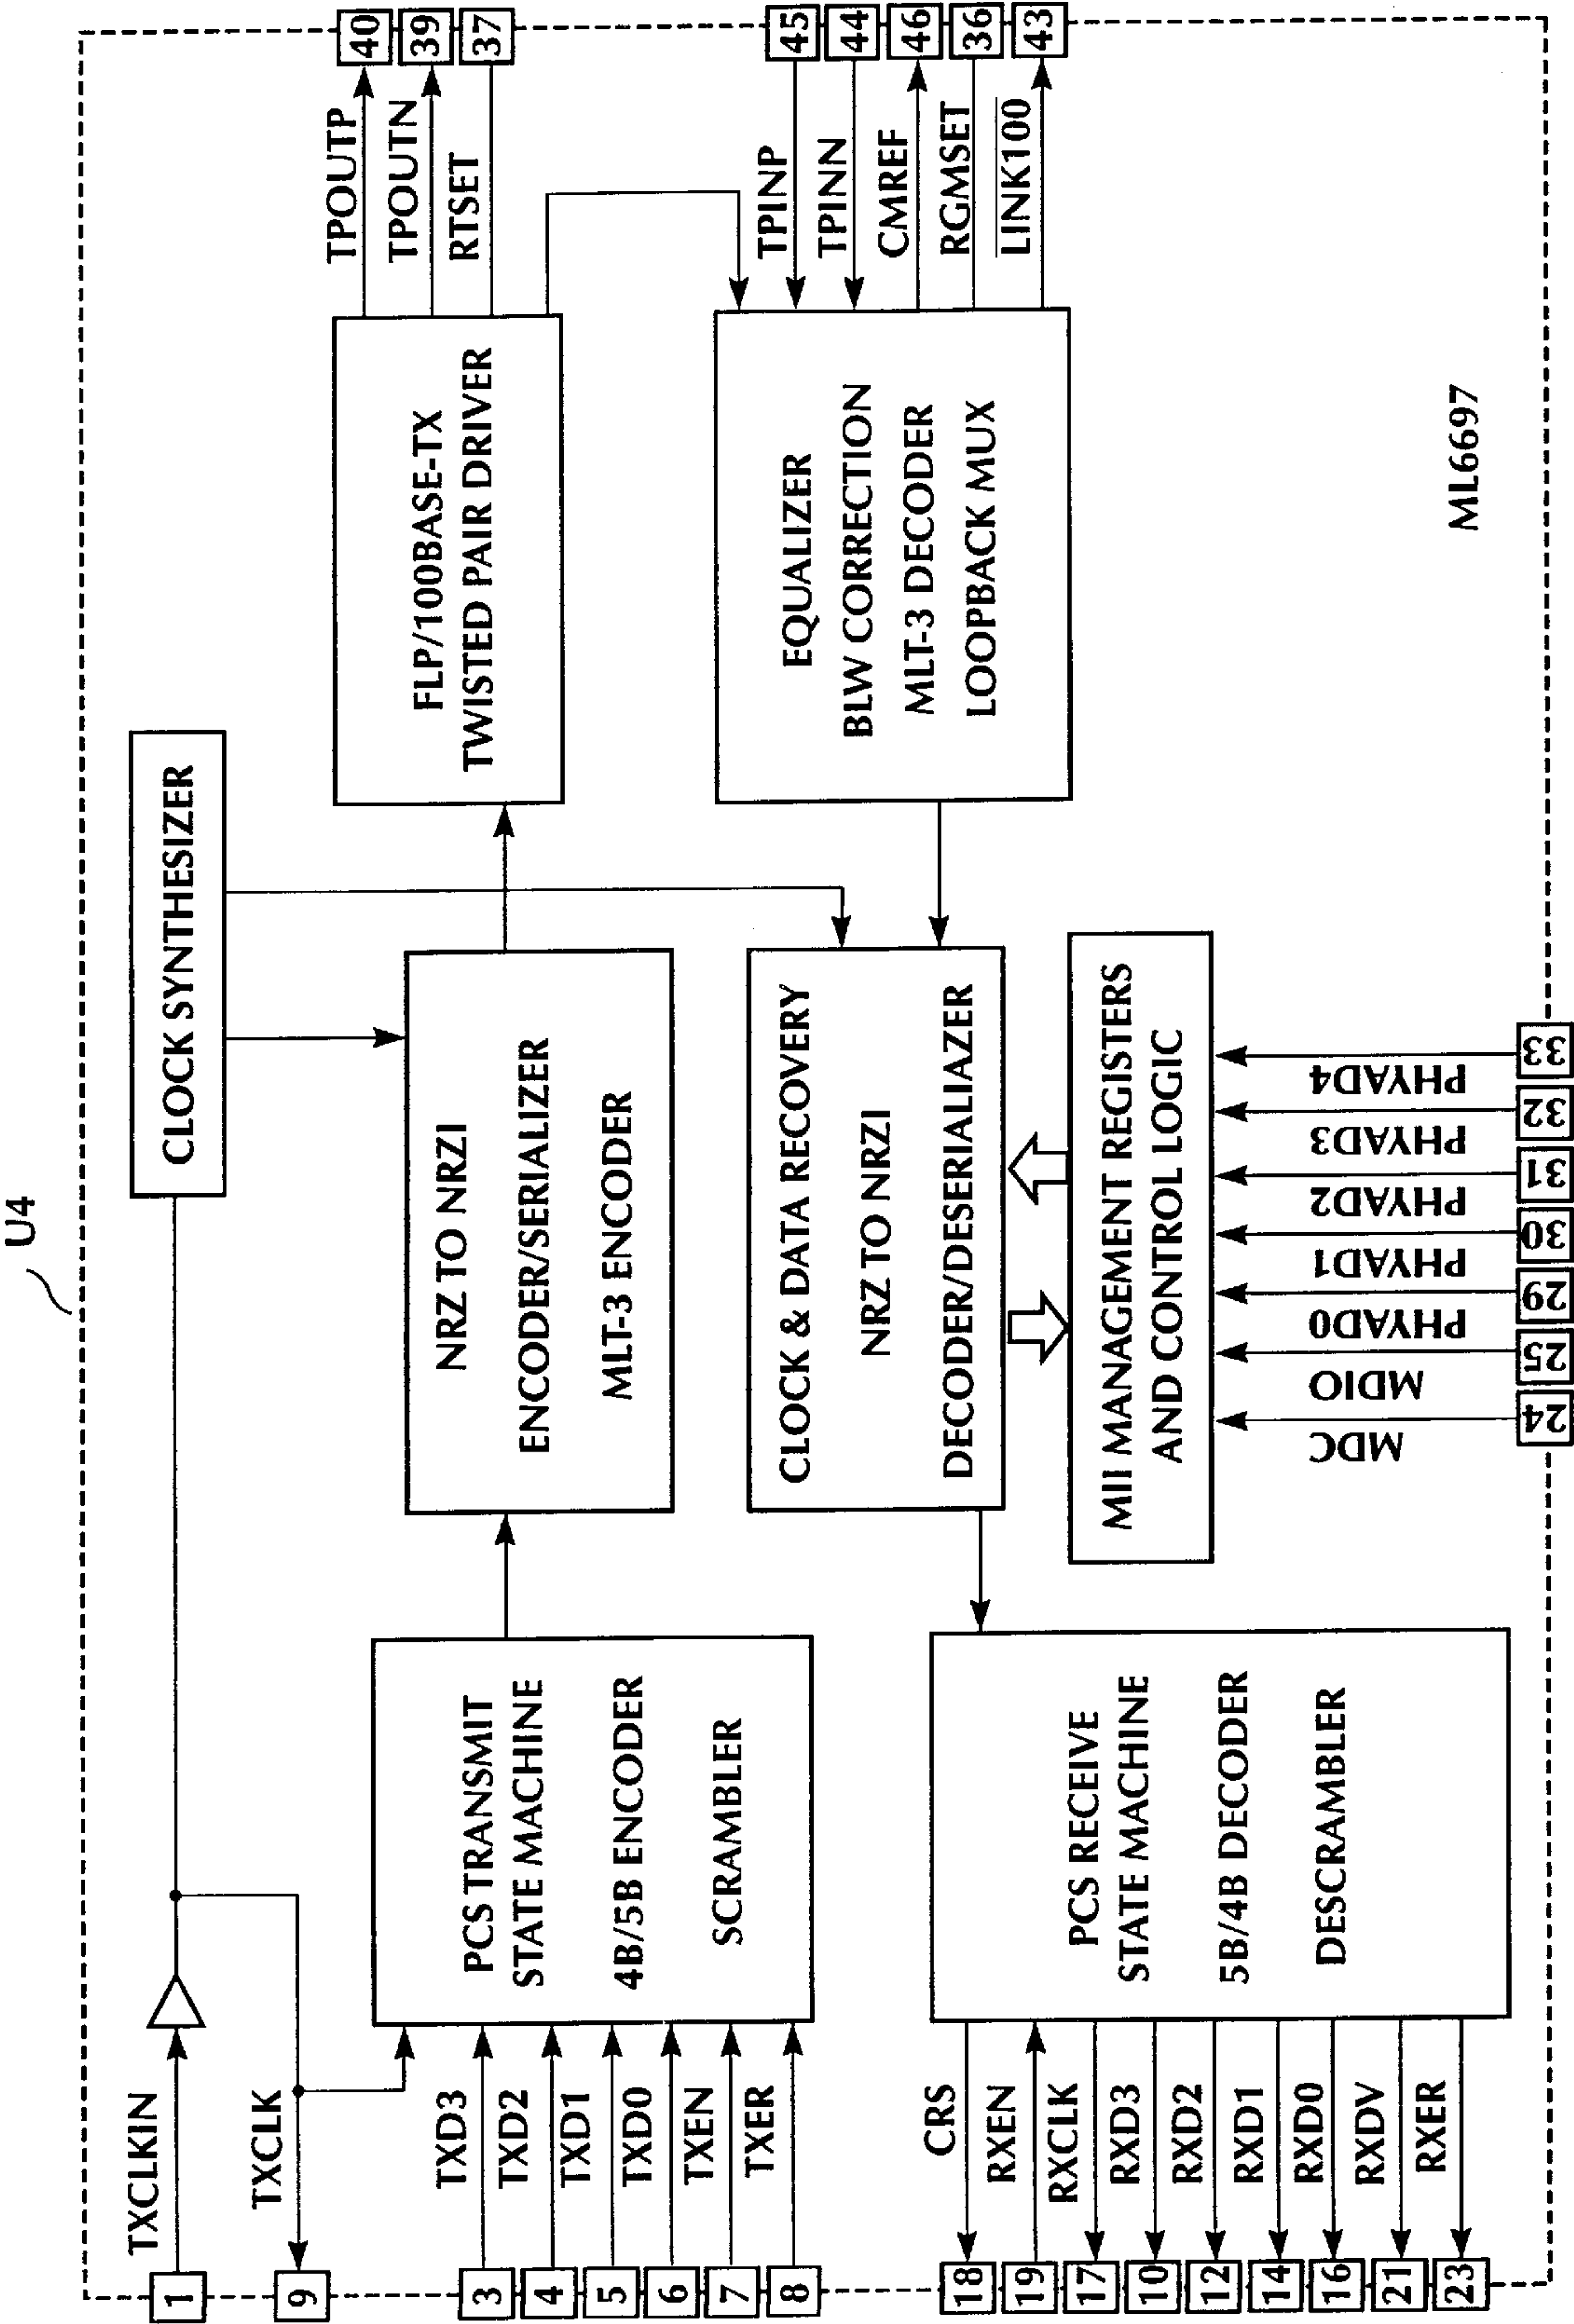 U4
CLOCK SYNTHESIZER
TXCLKIN
1
TXCLK
9
TXD3
3
TXD2
4
TXD1
5
TXD0
6
TXEN
7
TXER
8
PCS TRANSMIT
STATE MACHINE
4B/5B ENCODER
SCRAMBLER
NRZ TO NRZI
ENCODER/SERIALIZER
MLT-3 ENCODER
FLP/100BASE-TX
TWISTED PAIR DRIVER
TPOUTP
40
TPOUTN
39
RTSET
37
TPINP
45
TPINN
44
CMREF
46
RGMSET
36
LINK100
43
EQUALIZER
BLW CORRECTION
MLT-3 DECODER
LOOPBACK MUX
CLOCK & DATA RECOVERY
NRZ TO NRZI
DECODER/DESERIALIAZER
PCS RECEIVE
STATE MACHINE
5B/4B DECODER
DESCRAMBLER
CRS
18
RXEN
19
RXCLK
17
RXD3
10
RXD2
12
RXD1
14
RXD0
16
RXDV
21
RXER
23
MII MANAGEMENT REGISTERS
AND CONTROL LOGIC
MDC
24
MDIO
25
PHYAD0
29
PHYAD1
30
PHYAD2
31
PHYAD3
32
PHYAD4
33
ML6697